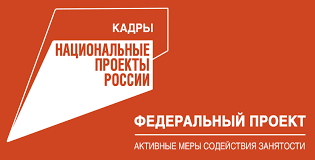 КАДРЫ
НАЦИОНАЛЬНЫЕ
ПРОЕКТЫ
РОССИИ
ФЕДЕРАЛЬНЫЙ ПРОЕКТ
АКТИВНЫЕ МЕРЫ СОДЕЙСТВИЯ ЗАНЯТОСТИ